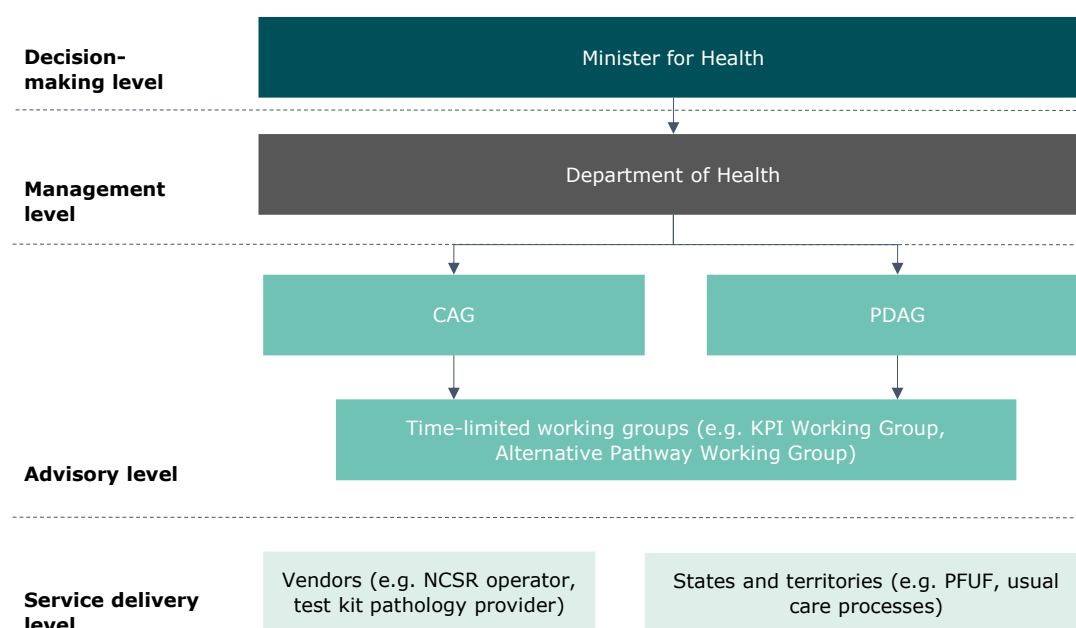 Decision-
making level
Minister for Health
Management
level
Department of Health
CAG
PDAG
Time-limited working groups (e.g. KPI Working Group,
Alternative Pathway Working Group)
Advisory level
Vendors (e.g. NCSR operator,
test kit pathology provider)
States and territories (e.g. PFUF, usual
care processes)
Service delivery
level